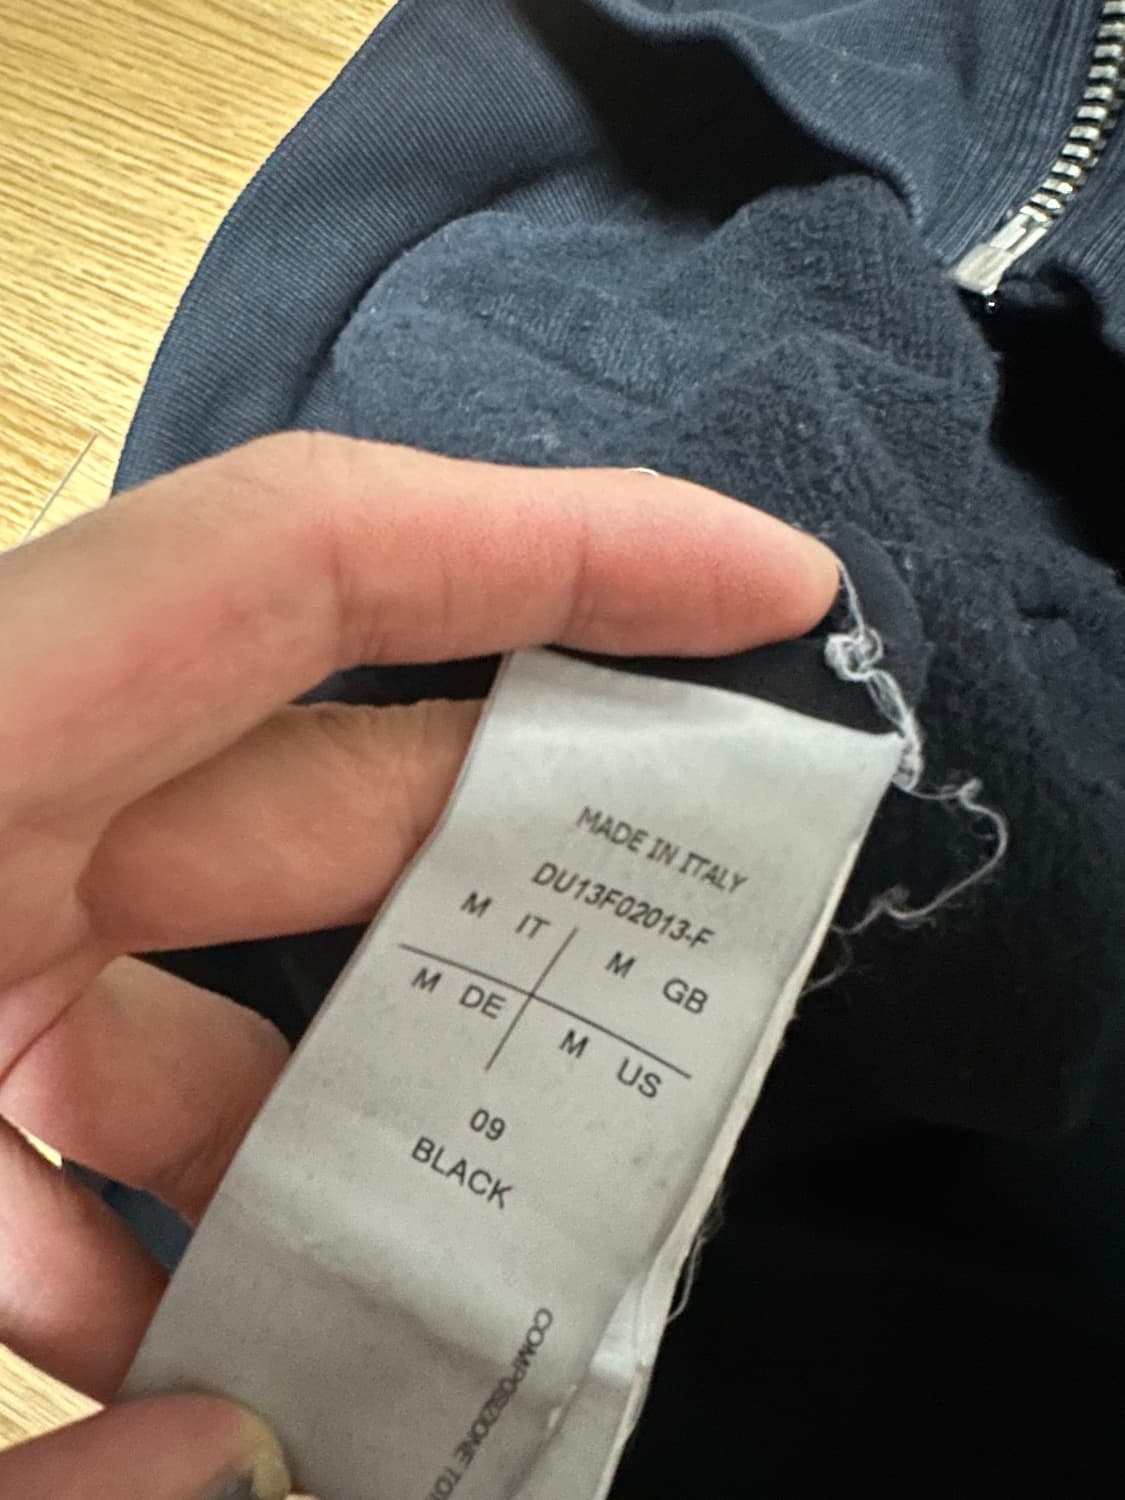 MADE IN ITALY
DU13F02013-F
M IT M GB
M DE M US
09
BLACK
COMPOSIZIONE